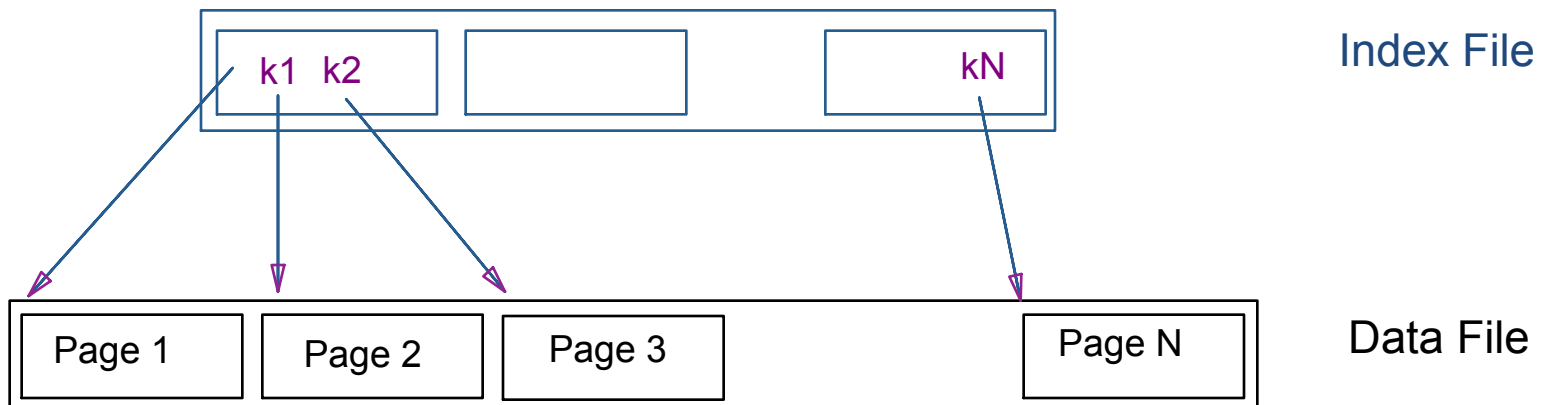 k1 k2 kN
Index File
Page 1 Page 2 Page 3 Page N
Data File